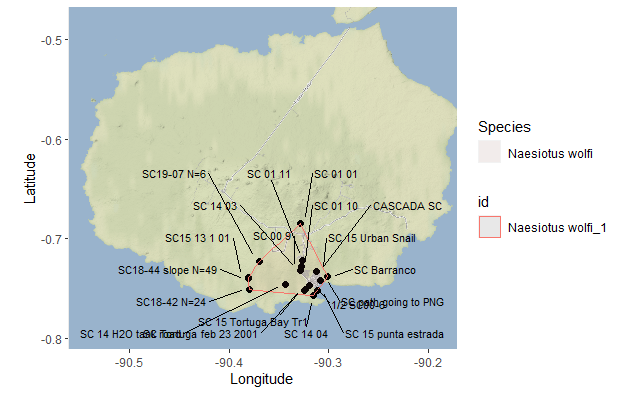 -0.5
-0.6
-0.7
-0.8
Latitude
SC19-07 N=6
SC 01 11
SC 01 01
SC 14 03
SC 01 10
CASCADA SC
SC15 13 1 01
SC 00 9
SC 15 Urban Snail
SC18-44 slope N=49
SC Barranco
SC18-42 N=24
SC path going to PNG
SC 15 Tortuga Bay Tr1
SC 14 H2O tank road
SC Tortuga feb 23 2001
SC 14 04
SC 15 punta estrada
-90.5
-90.4
-90.3
-90.2
Longitude
Species
Naesiotus wolfi
id
Naesiotus wolfi_1